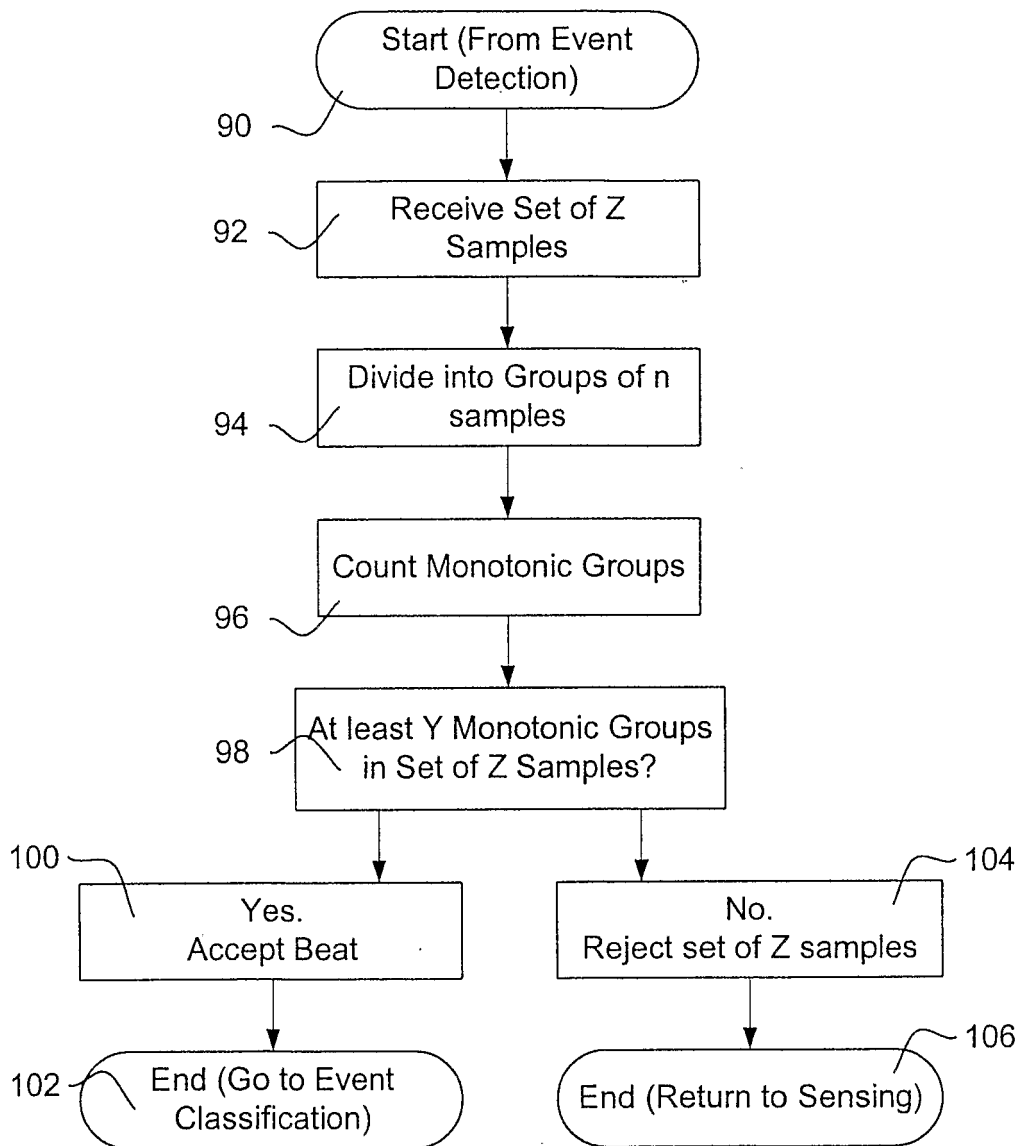 Start (From Event
Detection)
90
Receive Set of Z
Samples
92
Divide into Groups of n
samples
94
Count Monotonic Groups
96
At least Y Monotonic Groups
in Set of Z Samples?
98
100
Yes.
Accept Beat
104
No.
Reject set of Z samples
102
End (Go to Event
Classification)
106
End (Return to Sensing)